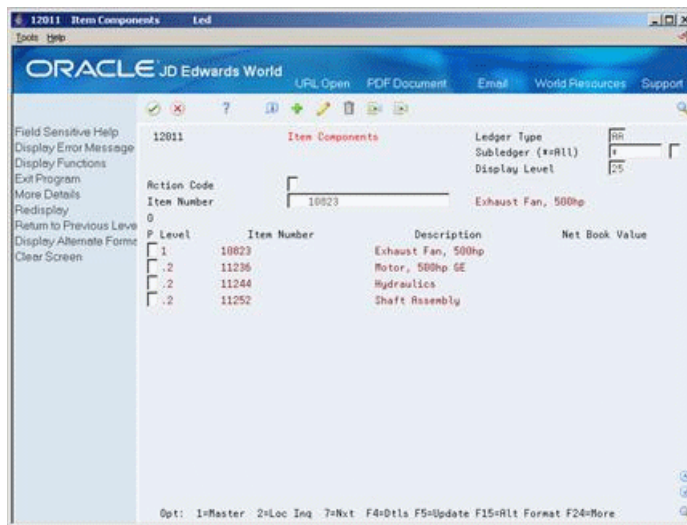 12011 Item Components Led
Tools Help
ORACLE JD Edwards World
URL Open PDF Document Email World Resources Support
Field Sensitive Help
Display Error Message
Display Functions
Exit Program
More Details
Redisplay
Return to Previous Leve
Display Alternate Forms
Clear Screen
12011 Item Components Ledger Type AA
Subledger (*=All) *
Display Level 25
Action Code
Item Number 10823 Exhaust Fan, 500hp
O
P Level Item Number Description Net Book Value
1 10823 Exhaust Fan, 500hp
.2 11236 Motor, 500hp GE
.2 11244 Hydraulics
.2 11252 Shaft Assembly
Opt: 1=Master 2=Loc Inq 7=Nxt F4=Dtls F5=Update F15=Alt Format F24=More